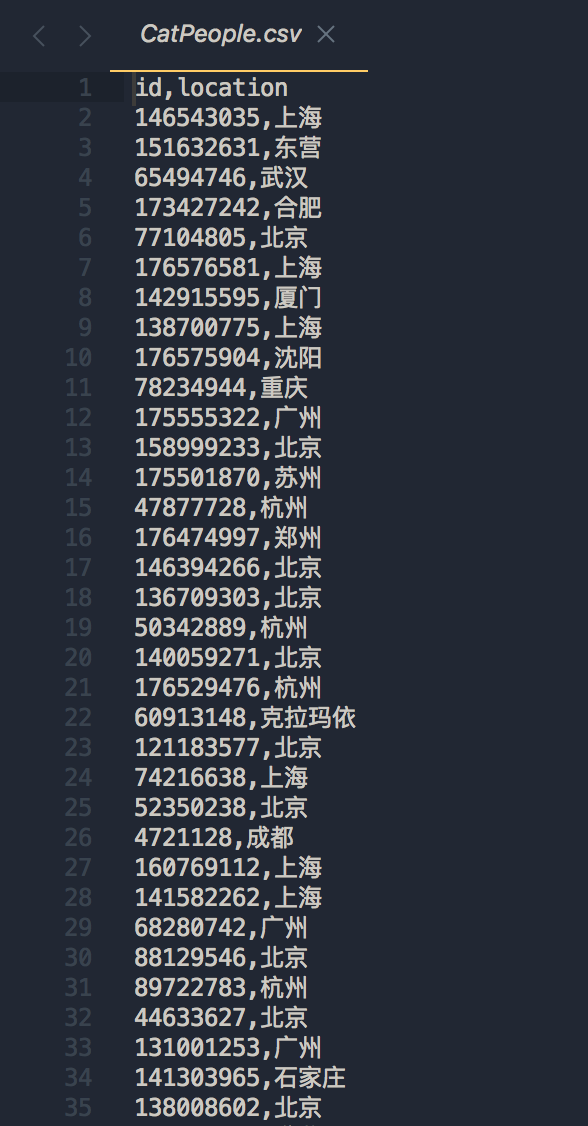 CatPeople.csv
1 id,location
2 146543035,上海
3 151632631,东营
4 65494746,武汉
5 173427242,合肥
6 77104805,北京
7 176576581,上海
8 142915595,厦门
9 138700775,上海
10 176575904,沈阳
11 78234944,重庆
12 175555322,广州
13 158999233,北京
14 175501870,苏州
15 47877728,杭州
16 176474997,郑州
17 146394266,北京
18 136709303,北京
19 50342889,杭州
20 140059271,北京
21 176529476,杭州
22 60913148,克拉玛依
23 121183577,北京
24 74216638,上海
25 52350238,北京
26 4721128,成都
27 160769112,上海
28 141582262,上海
29 68280742,广州
30 88129546,北京
31 89722783,杭州
32 44633627,北京
33 131001253,广州
34 141303965,石家庄
35 138008602,北京